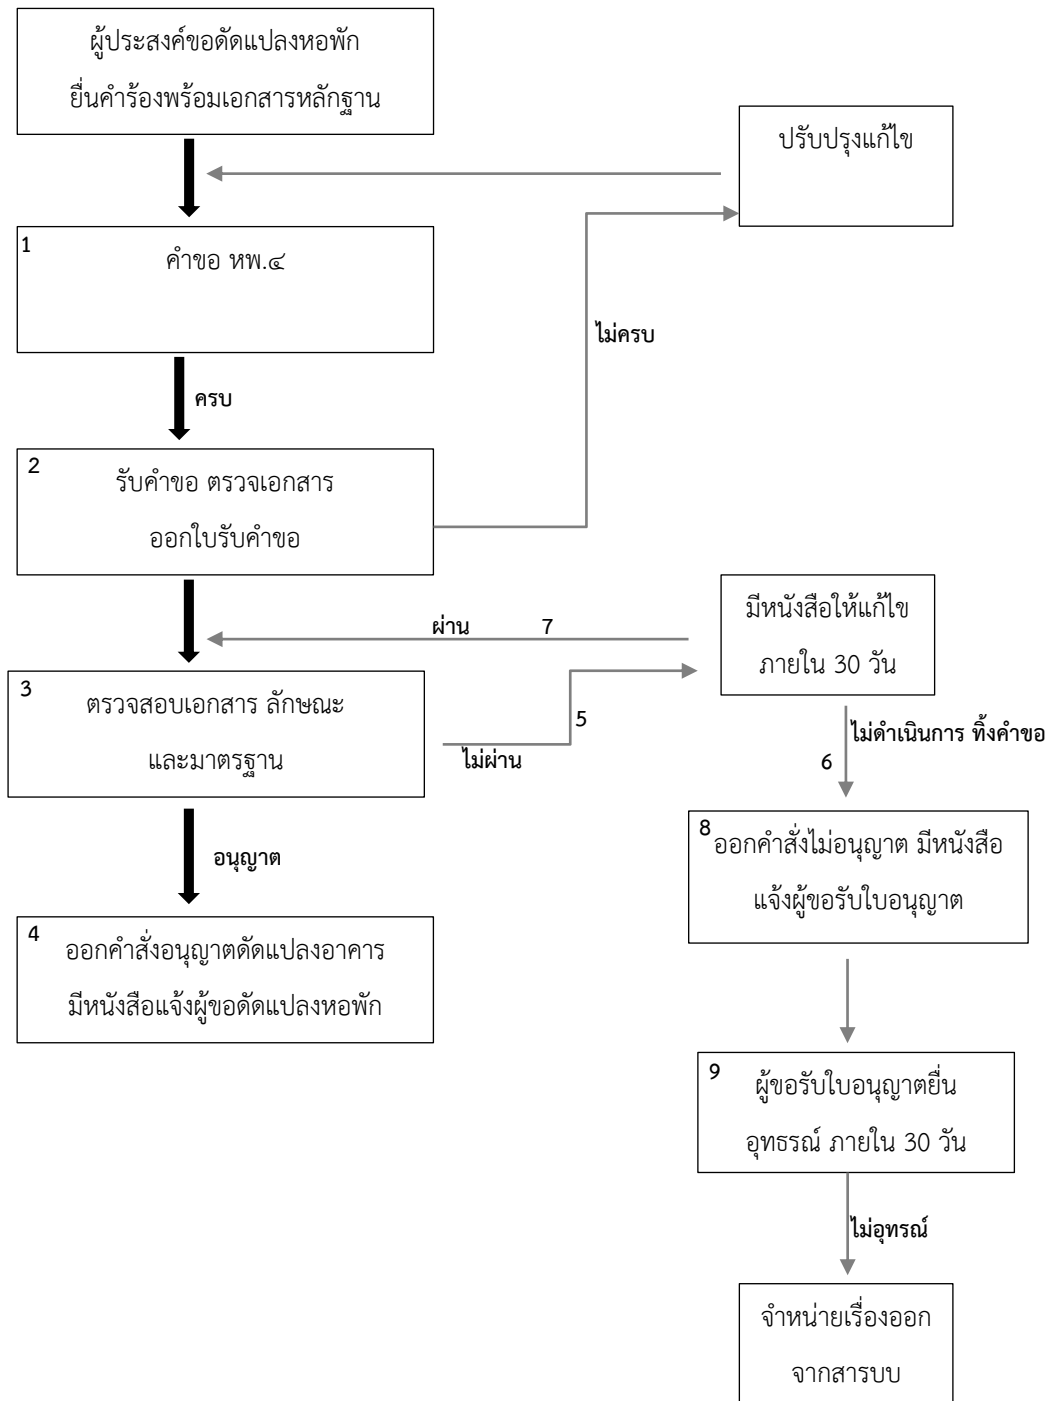 ผู้ประสงค์ขอดัดแปลงหอพัก
ยื่นคำร้องพร้อมเอกสารหลักฐาน
ปรับปรุงแก้ไข
1
คำขอ หพ.๔
ไม่ครบ
ครบ
2
รับคำขอ ตรวจเอกสาร
ออกใบรับคำขอ
มีหนังสือให้แก้ไข
ภายใน 30 วัน
ผ่าน 7
3
ตรวจสอบเอกสาร ลักษณะ
และมาตรฐาน
5
ไม่ผ่าน
ไม่ดำเนินการ ทิ้งคำขอ
6
8
ออกคำสั่งไม่อนุญาต มีหนังสือ
แจ้งผู้ขอรับใบอนุญาต
อนุญาต
4
ออกคำสั่งอนุญาตดัดแปลงอาคาร
มีหนังสือแจ้งผู้ขอดัดแปลงหอพัก
9
ผู้ขอรับใบอนุญาตยื่น
อุทธรณ์ ภายใน 30 วัน
ไม่อุทรณ์
จำหน่ายเรื่องออก
จากสารบบ